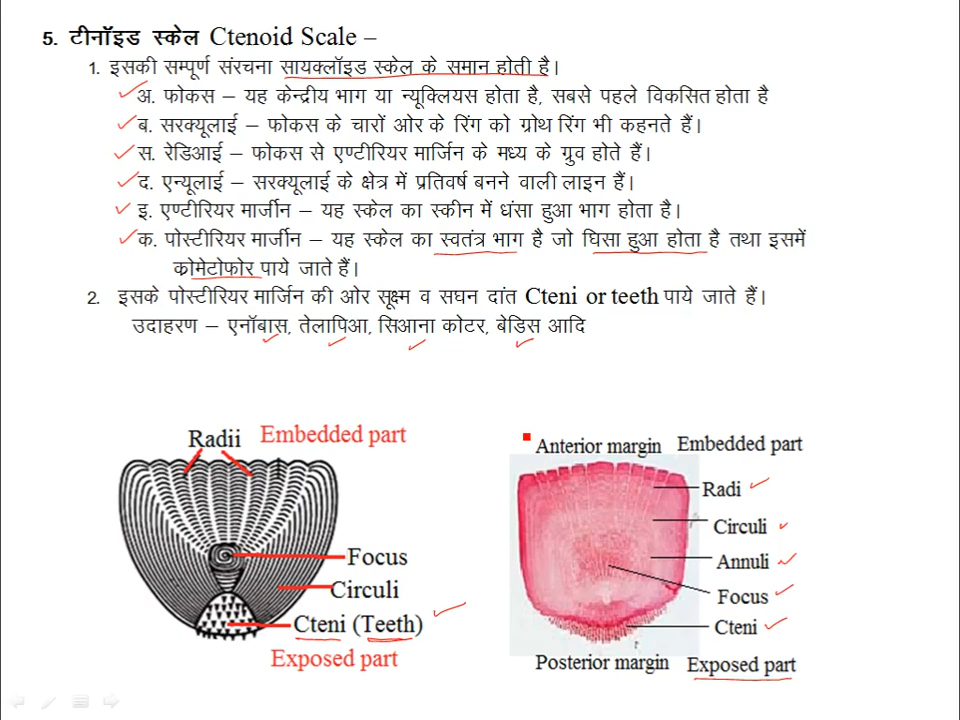 5. टीनॉइड स्केल Ctenoid Scale –
1. इसकी सम्पूर्ण संरचना सायक्लॉइड स्केल के समान होती है।
अ. फोकस – यह केन्द्रीय भाग या न्यूक्लियस होता है, सबसे पहले विकसित होता है
ब. सरक्यूलाई – फोकस के चारों ओर के रिंग को ग्रोथ रिंग भी कहनते हैं।
स. रेडिआई – फोकस से एण्टीरियर मार्जिन के मध्य के ग्रुव होते हैं।
द. एन्यूलाई – सरक्यूलाई के क्षेत्र में प्रतिवर्ष बनने वाली लाइन हैं।
इ. एण्टीरियर मार्जीन – यह स्केल का स्कीन में धंसा हुआ भाग होता है।
क. पोस्टीरियर मार्जीन – यह स्केल का स्वतंत्र भाग है जो घिसा हुआ होता है तथा इसमें
कोमेटोफोर पाये जाते हैं।
2. इसके पोस्टीरियर मार्जिन की ओर सूक्ष्म व सघन दांत Cteni or teeth पाये जाते हैं।
उदाहरण – एनॉबास, तेलापिआ, सिआना कोटर, बेडिस आदि
Radii Embedded part
Focus
Circuli
Cteni (Teeth)
Exposed part
Anterior margin Embedded part
Radi
Circuli
Annuli
Focus
Cteni
Posterior margin Exposed part